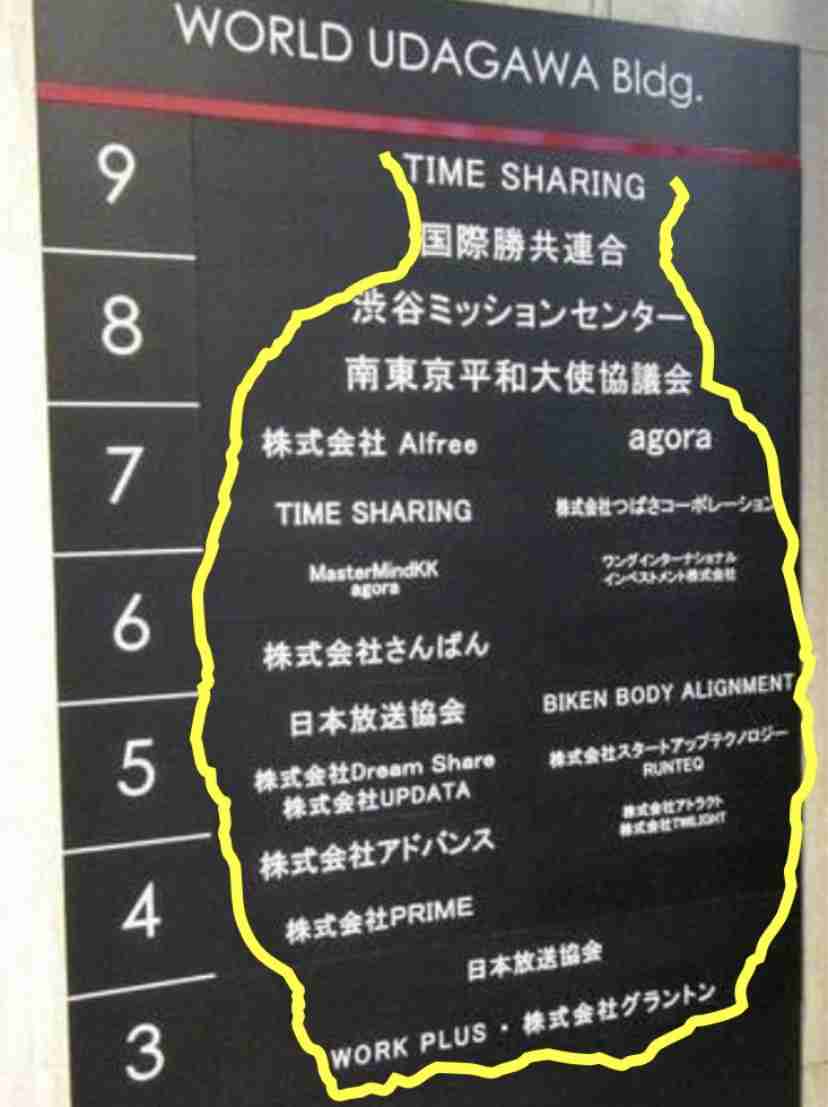 WORLD UDAGAWA Bldg.
9
TIME SHARING
国際勝共連合
8
渋谷ミッションセンター
南東京平和大使協議会
7
株式会社 Alfree
agora
TIME SHARING
株式会社つばさコーポレーション
6
MasterMindKK
agora
ワングインターナショナル
インベストメント株式会社
株式会社さんぱん
5
日本放送協会
BIKEN BODY ALIGNMENT
株式会社Dream Share
株式会社UPDATA
株式会社スタートアップテクノロジー
RUNTEQ
4
株式会社アドバンス
株式会社アトラクト
株式会社TWILIGHT
株式会社PRIME
3
日本放送協会
WORK PLUS・株式会社グラントン